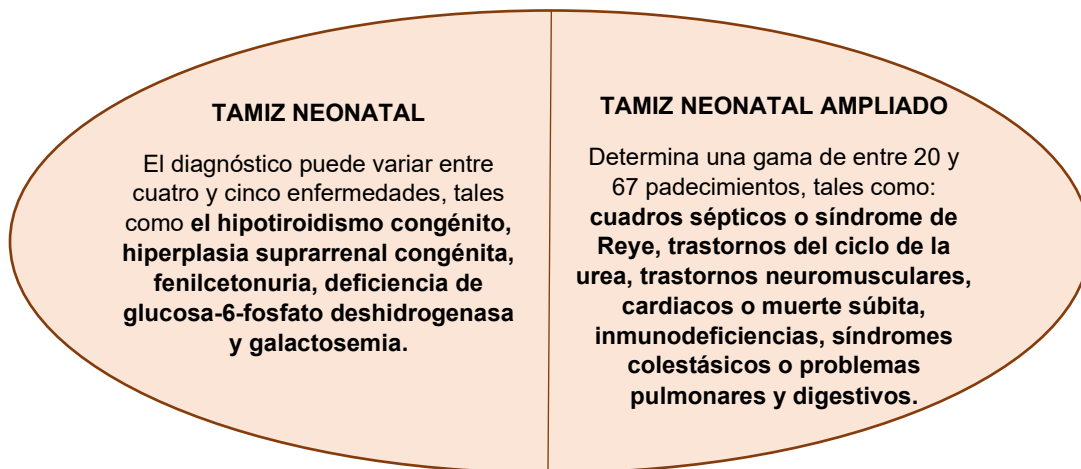 TAMIZ NEONATAL
El diagnóstico puede variar entre
cuatro y cinco enfermedades, tales
como el hipotiroidismo congénito,
hiperplasia suprarrenal congénita,
fenilcetonuria, deficiencia de
glucosa-6-fosfato deshidrogenasa
y galactosemia.
TAMIZ NEONATAL AMPLIADO
Determina una gama de entre 20 y
67 padecimientos, tales como:
cuadros sépticos o síndrome de
Reye, trastornos del ciclo de la
urea, trastornos neuromusculares,
cardiacos o muerte súbita,
inmunodeficiencias, síndromes
colestásicos o problemas
pulmonares y digestivos.